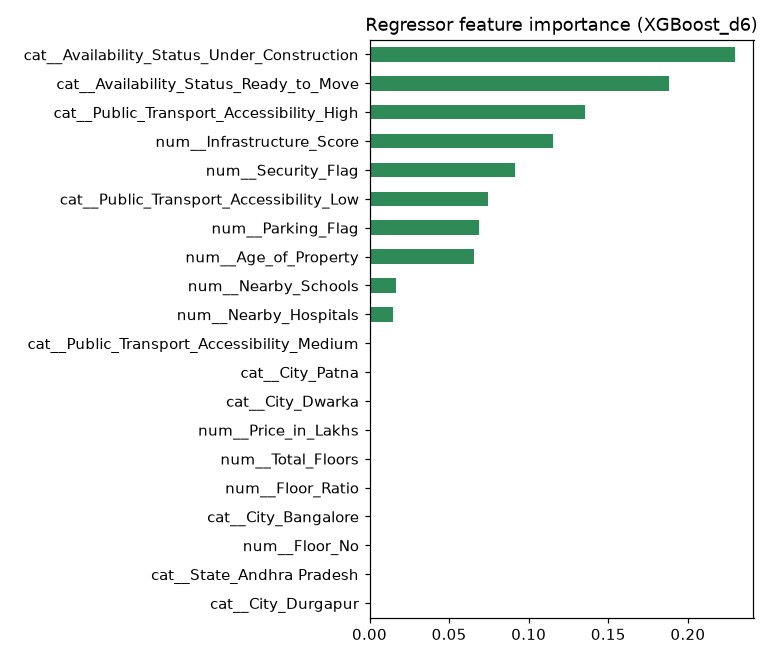 Regressor feature importance (XGBoost_d6)
cat__Availability_Status_Under_Construction
cat__Availability_Status_Ready_to_Move
cat__Public_Transport_Accessibility_High
num__Infrastructure_Score
num__Security_Flag
cat__Public_Transport_Accessibility_Low
num__Parking_Flag
num__Age_of_Property
num__Nearby_Schools
num__Nearby_Hospitals
cat__Public_Transport_Accessibility_Medium
cat__City_Patna
cat__City_Dwarka
num__Price_in_Lakhs
num__Total_Floors
num__Floor_Ratio
cat__City_Bangalore
num__Floor_No
cat__State_Andhra Pradesh
cat__City_Durgapur
0.00 0.05 0.10 0.15 0.20